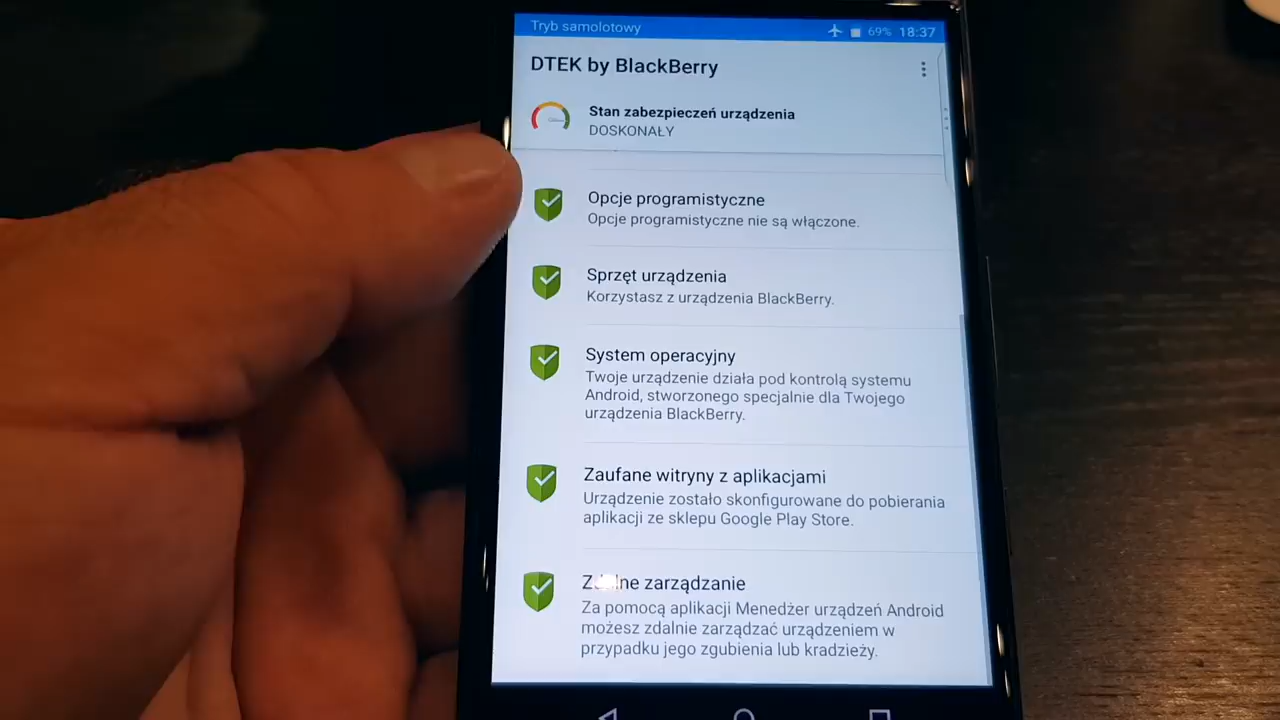 Tryb samolotowy 69% 18:37
DTEK by BlackBerry
Stan zabezpieczeń urządzenia
DOSKONAŁY
Opcje programistyczne
Opcje programistyczne nie są włączone.
Sprzęt urządzenia
Korzystasz z urządzenia BlackBerry.
System operacyjny
Twoje urządzenie działa pod kontrolą systemu
Android, stworzonego specjalnie dla Twojego
urządzenia BlackBerry.
Zaufane witryny z aplikacjami
Urządzenie zostało skonfigurowane do pobierania
aplikacji ze sklepu Google Play Store.
Zdalne zarządzanie
Za pomocą aplikacji Menedżer urządzeń Android
możesz zdalnie zarządzać urządzeniem w
przypadku jego zgubienia lub kradzieży.